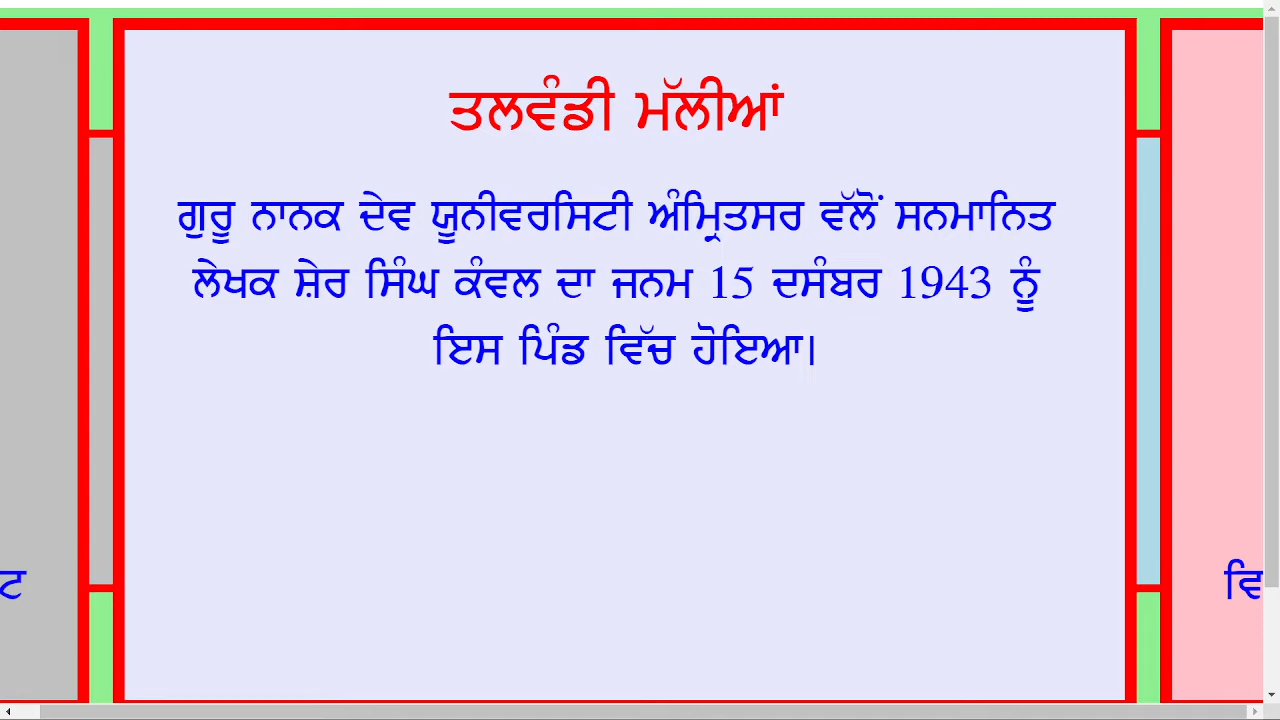 ਤਲਵੰਡੀ ਮੱਲੀਆਂ
ਗੁਰੂ ਨਾਨਕ ਦੇਵ ਯੂਨੀਵਰਸਿਟੀ ਅੰਮ੍ਰਿਤਸਰ ਵੱਲੋਂ ਸਨਮਾਨਿਤ
ਲੇਖਕ ਸ਼ੇਰ ਸਿੰਘ ਕੰਵਲ ਦਾ ਜਨਮ 15 ਦਸੰਬਰ 1943 ਨੂੰ
ਇਸ ਪਿੰਡ ਵਿੱਚ ਹੋਇਆ।